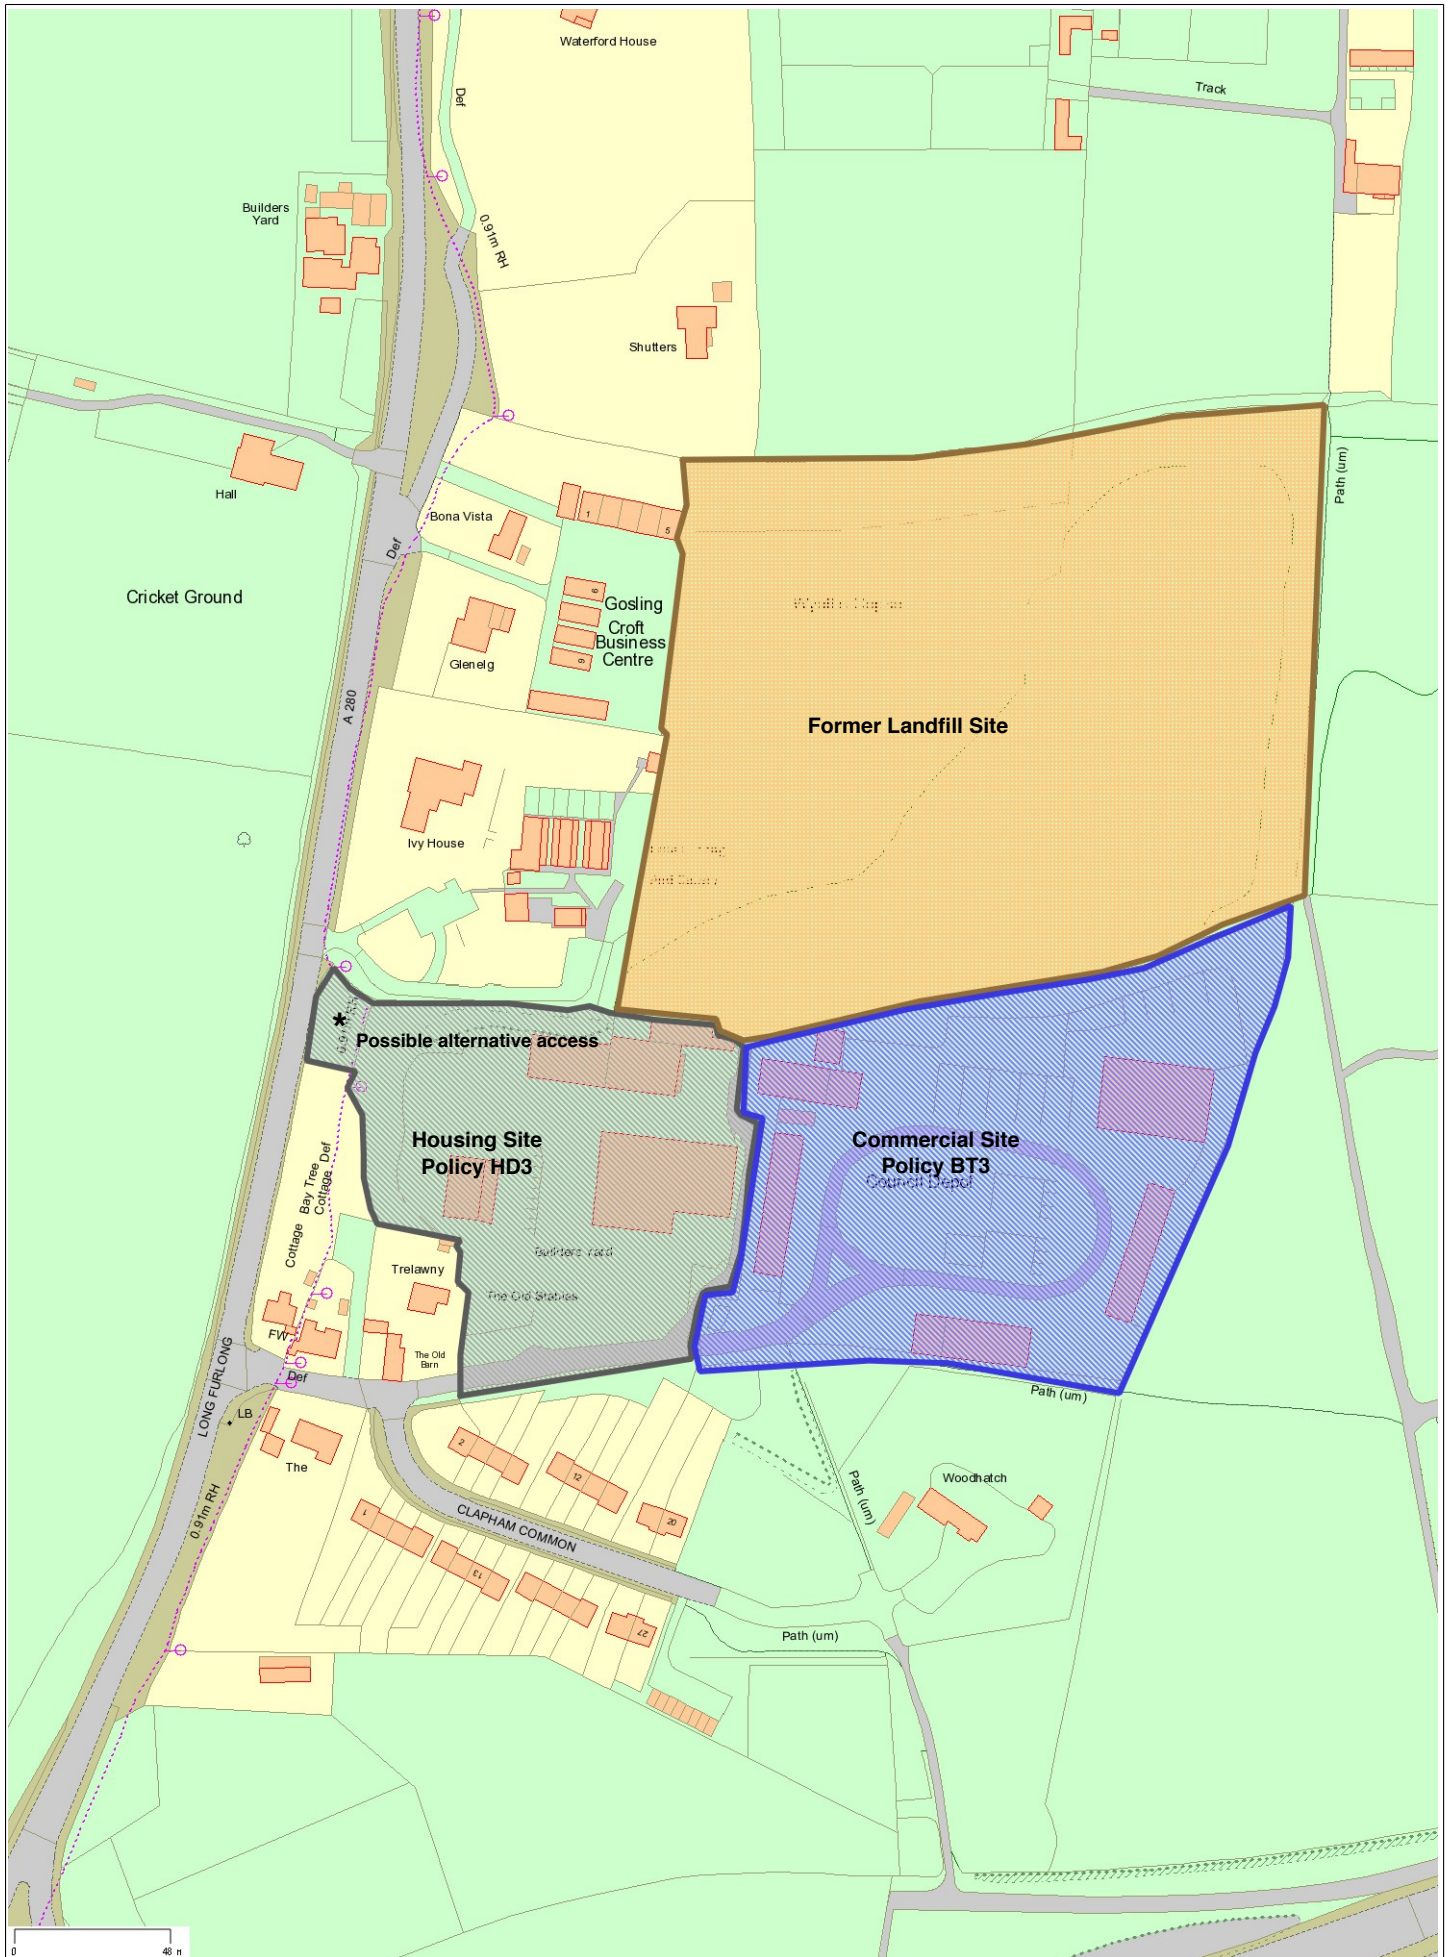 Waterford House
Def
Track
Builders
Yard
0.91m RH
Shutters
Hall
Path (um)
Bona Vista
1
5
Def
Cricket Ground
6
Gosling
Croft
Business
Centre
9
Glenelg
A 280
Former Landfill Site
Ivy House
*
Possible alternative access
Housing Site
Policy HD3
Commercial Site
Policy BT3
Council Depot
Bay Tree
Cottage
Def
Cottage
Builders Yard
The Old Stables
Trelawny
The Old
Barn
FW
LONG FURLONG
Def
LB
The
0.91m RH
2
12
20
CLAPHAM COMMON
1
13
27
Path (um)
Path (um)
Woodhatch
Path (um)
0
48 m